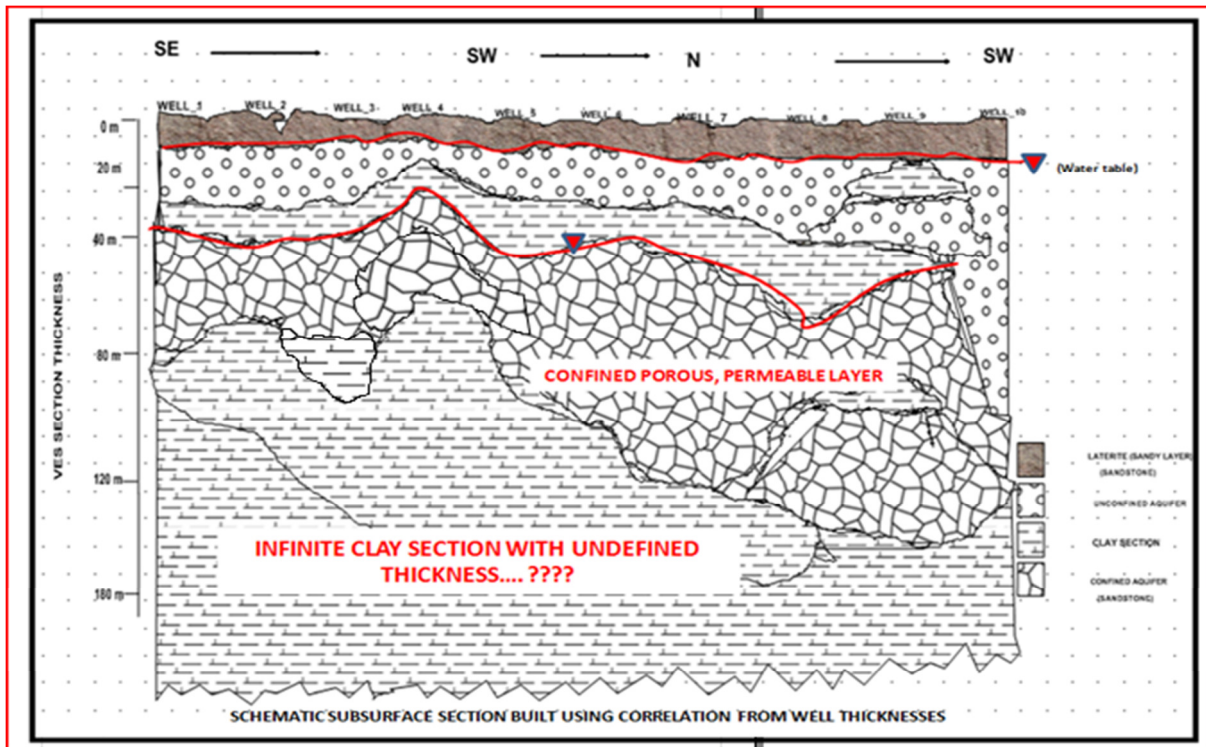 SE
SW
N
SW
WELL_1
WELL_2
WELL_3
WELL_4
WELL_5
WELL_6
WELL_7
WELL_8
WELL_9
WELL_10
0 m
20 m
40 m
80 m
120 m
180 m
VES SECTION THICKNESS
(Water table)
CONFINED POROUS, PERMEABLE LAYER
INFINITE CLAY SECTION WITH UNDEFINED
THICKNESS.... ????
LATERITE (SANDY LAYER)
(SANDSTONE)
UNCONFINED AQUIFER
CLAY SECTION
CONFINED AQUIFER
(SANDSTONE)
SCHEMATIC SUBSURFACE SECTION BUILT USING CORRELATION FROM WELL THICKNESSES